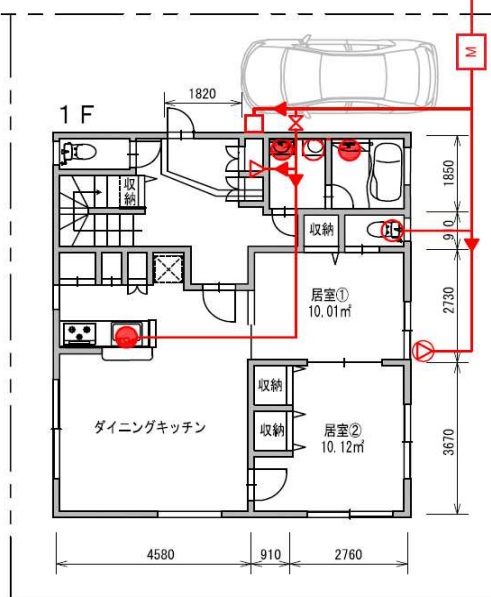 M
1820
1F
収納
1850
910
収納
居室①
10.01㎡
2730
収納
ダイニングキッチン
収納
居室②
10.12㎡
3670
4580
910
2760